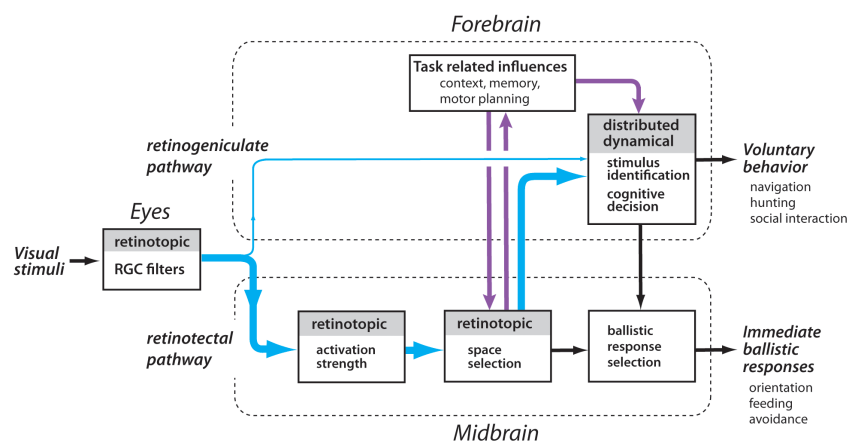 Forebrain
Task related influences
context, memory,
motor planning
retinogeniculate
pathway
distributed
dynamical
stimulus
identification
cognitive
decision
Voluntary
behavior
navigation
hunting
social interaction
Eyes
retinotopic
RGC filters
Visual
stimuli
retinotectal
pathway
retinotopic
activation
strength
retinotopic
space
selection
ballistic
response
selection
Immediate
ballistic
responses
orientation
feeding
avoidance
Midbrain